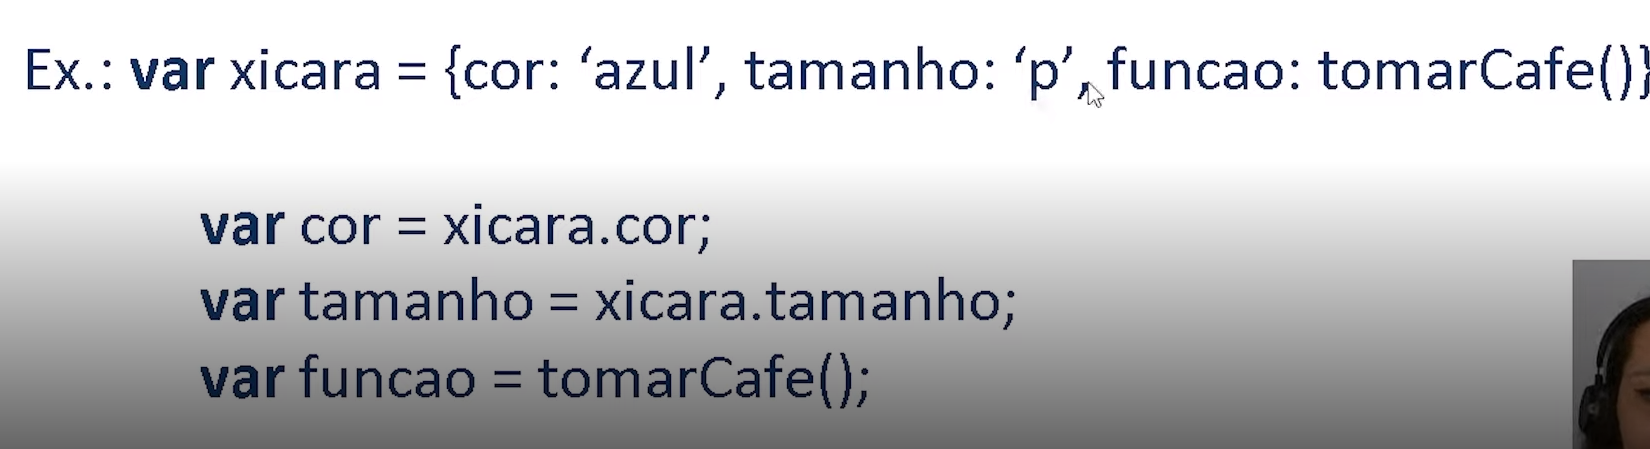 Ex.: var xicara = {cor: ‘azul’, tamanho: ‘p’, funcao: tomarCafe()}
var cor = xicara.cor;
var tamanho = xicara.tamanho;
var funcao = tomarCafe();